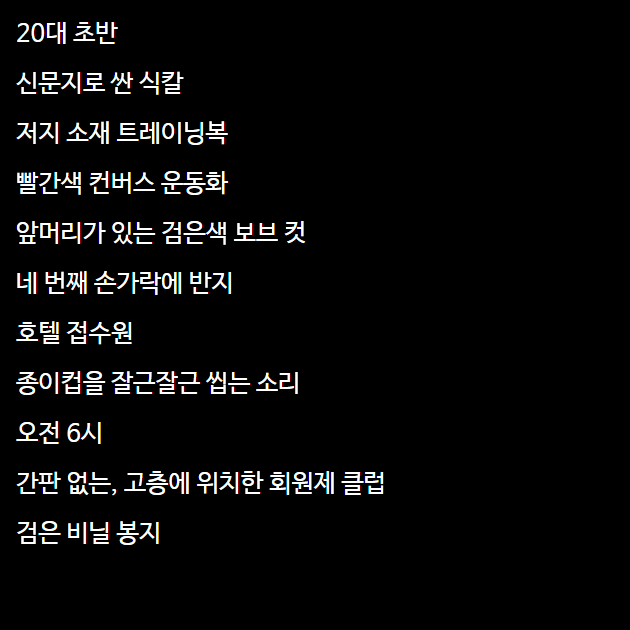 20대 초반
신문지로 싼 식칼
저지 소재 트레이닝복
빨간색 컨버스 운동화
앞머리가 있는 검은색 보브 컷
네 번째 손가락에 반지
호텔 접수원
종이컵을 잘근잘근 씹는 소리
오전 6시
간판 없는, 고층에 위치한 회원제 클럽
검은 비닐 봉지